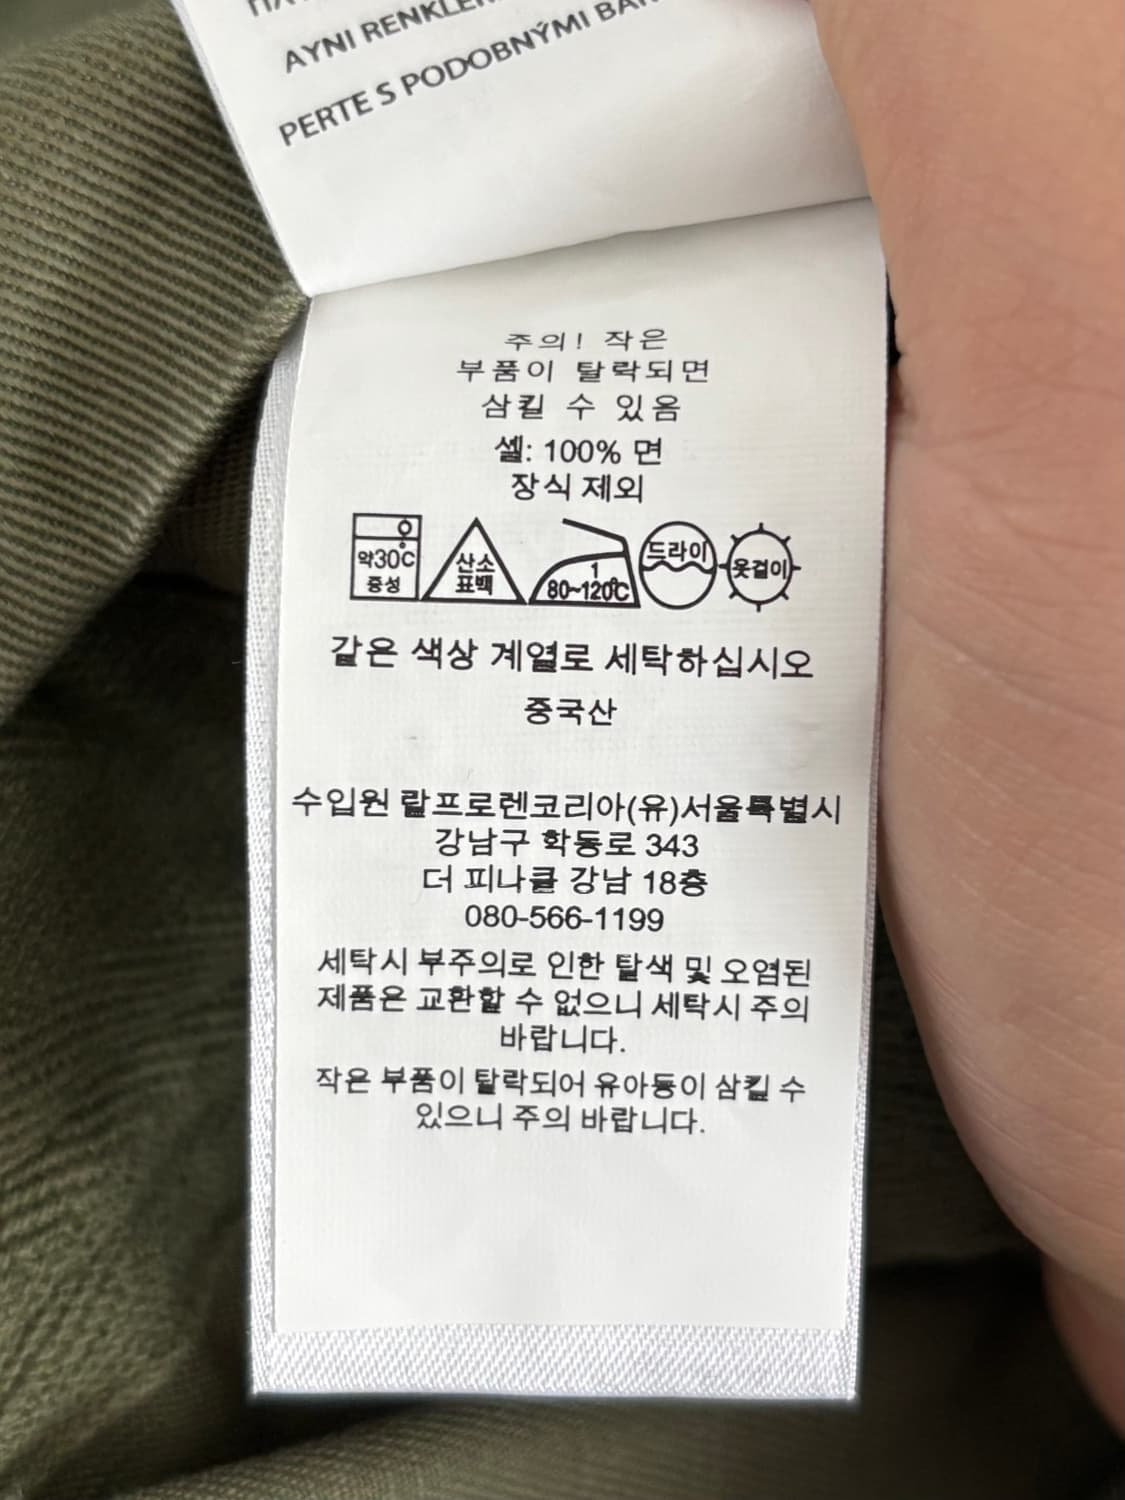 AYNI RENKLE
PERTE S PODOBNÝMI
주의! 작은
부품이 탈락되면
삼킬 수 있음
셀: 100% 면
장식 제외
약30℃
중성
산소
표백
1
80~120℃
드라이
옷걸이
같은 색상 계열로 세탁하십시오
중국산
수입원 랄프로렌코리아(유)서울특별시
강남구 학동로 343
더 피나클 강남 18층
080-566-1199
세탁시 부주의로 인한 탈색 및 오염된
제품은 교환할 수 없으니 세탁시 주의
바랍니다.
작은 부품이 탈락되어 유아등이 삼킬 수
있으니 주의 바랍니다.